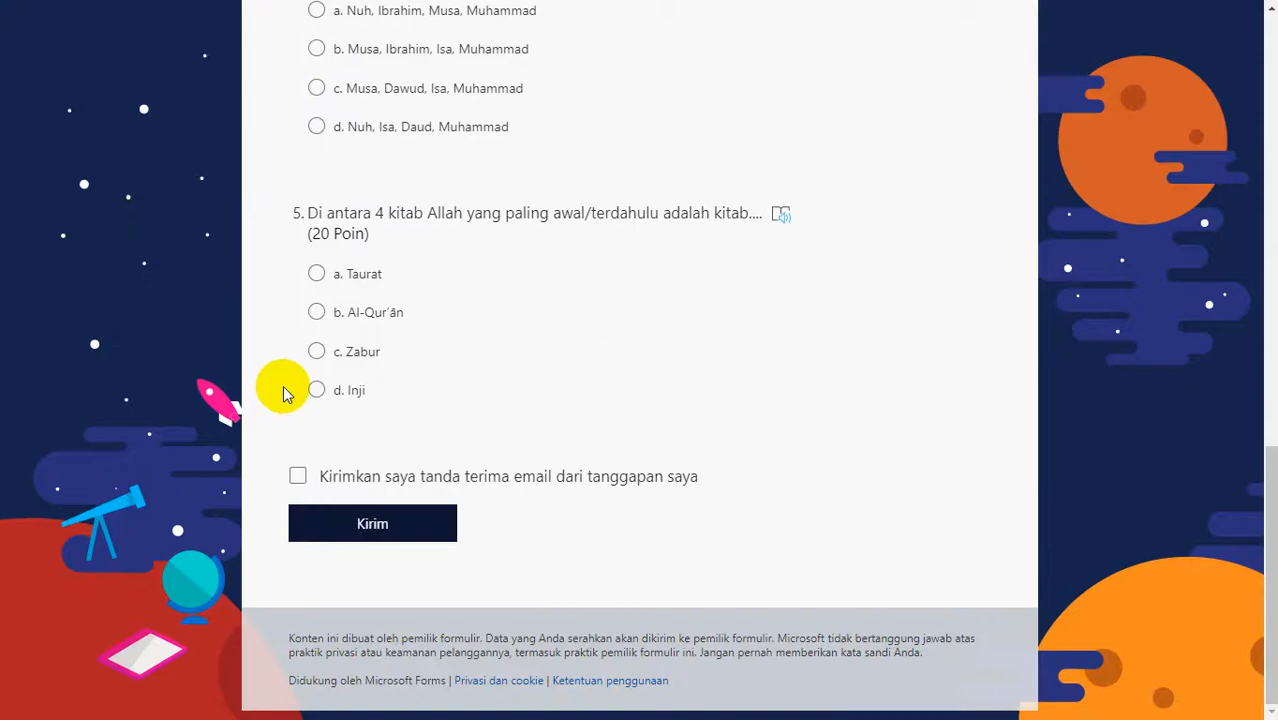 a. Nuh, Ibrahim, Musa, Muhammad
b. Musa, Ibrahim, Isa, Muhammad
c. Musa, Dawud, Isa, Muhammad
d. Nuh, Isa, Daud, Muhammad
5. Di antara 4 kitab Allah yang paling awal/terdahulu adalah kitab....
(20 Poin)
a. Taurat
b. Al-Qur’ān
c. Zabur
d. Inji
Kirimkan saya tanda terima email dari tanggapan saya
Kirim
Konten ini dibuat oleh pemilik formulir. Data yang Anda serahkan akan dikirim ke pemilik formulir. Microsoft tidak bertanggung jawab atas
praktik privasi atau keamanan pelanggannya, termasuk praktik pemilik formulir ini. Jangan pernah memberikan kata sandi Anda.
Didukung oleh Microsoft Forms | Privasi dan cookie | Ketentuan penggunaan